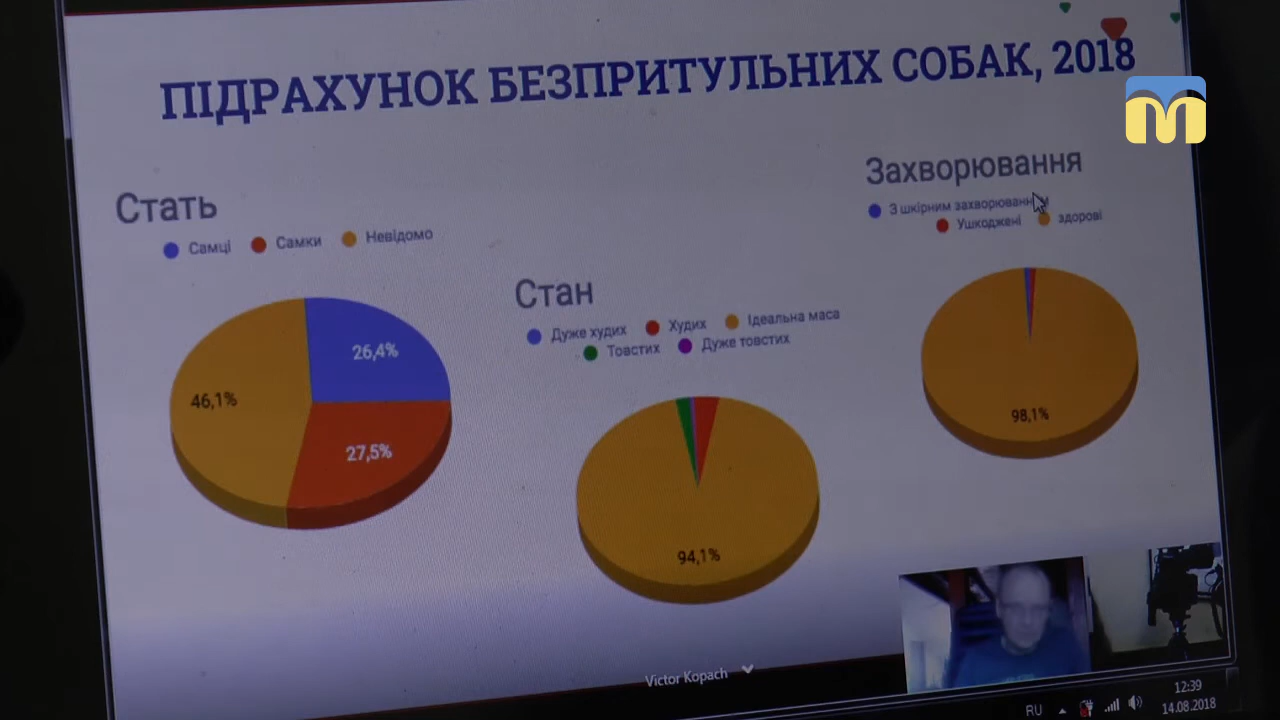 ПІДРАХУНОК БЕЗПРИТУЛЬНИХ СОБАК, 2018
Стать
Самці Самки Невідомо
46,1%
26,4%
27,5%
Стан
Дуже худих Худих Ідеальна маса
Товстих Дуже товстих
94,1%
Захворювання
З шкірним захворюванням
Ушкоджені здорові
98,1%
Victor Kopach
RU
12:39
14.08.2018